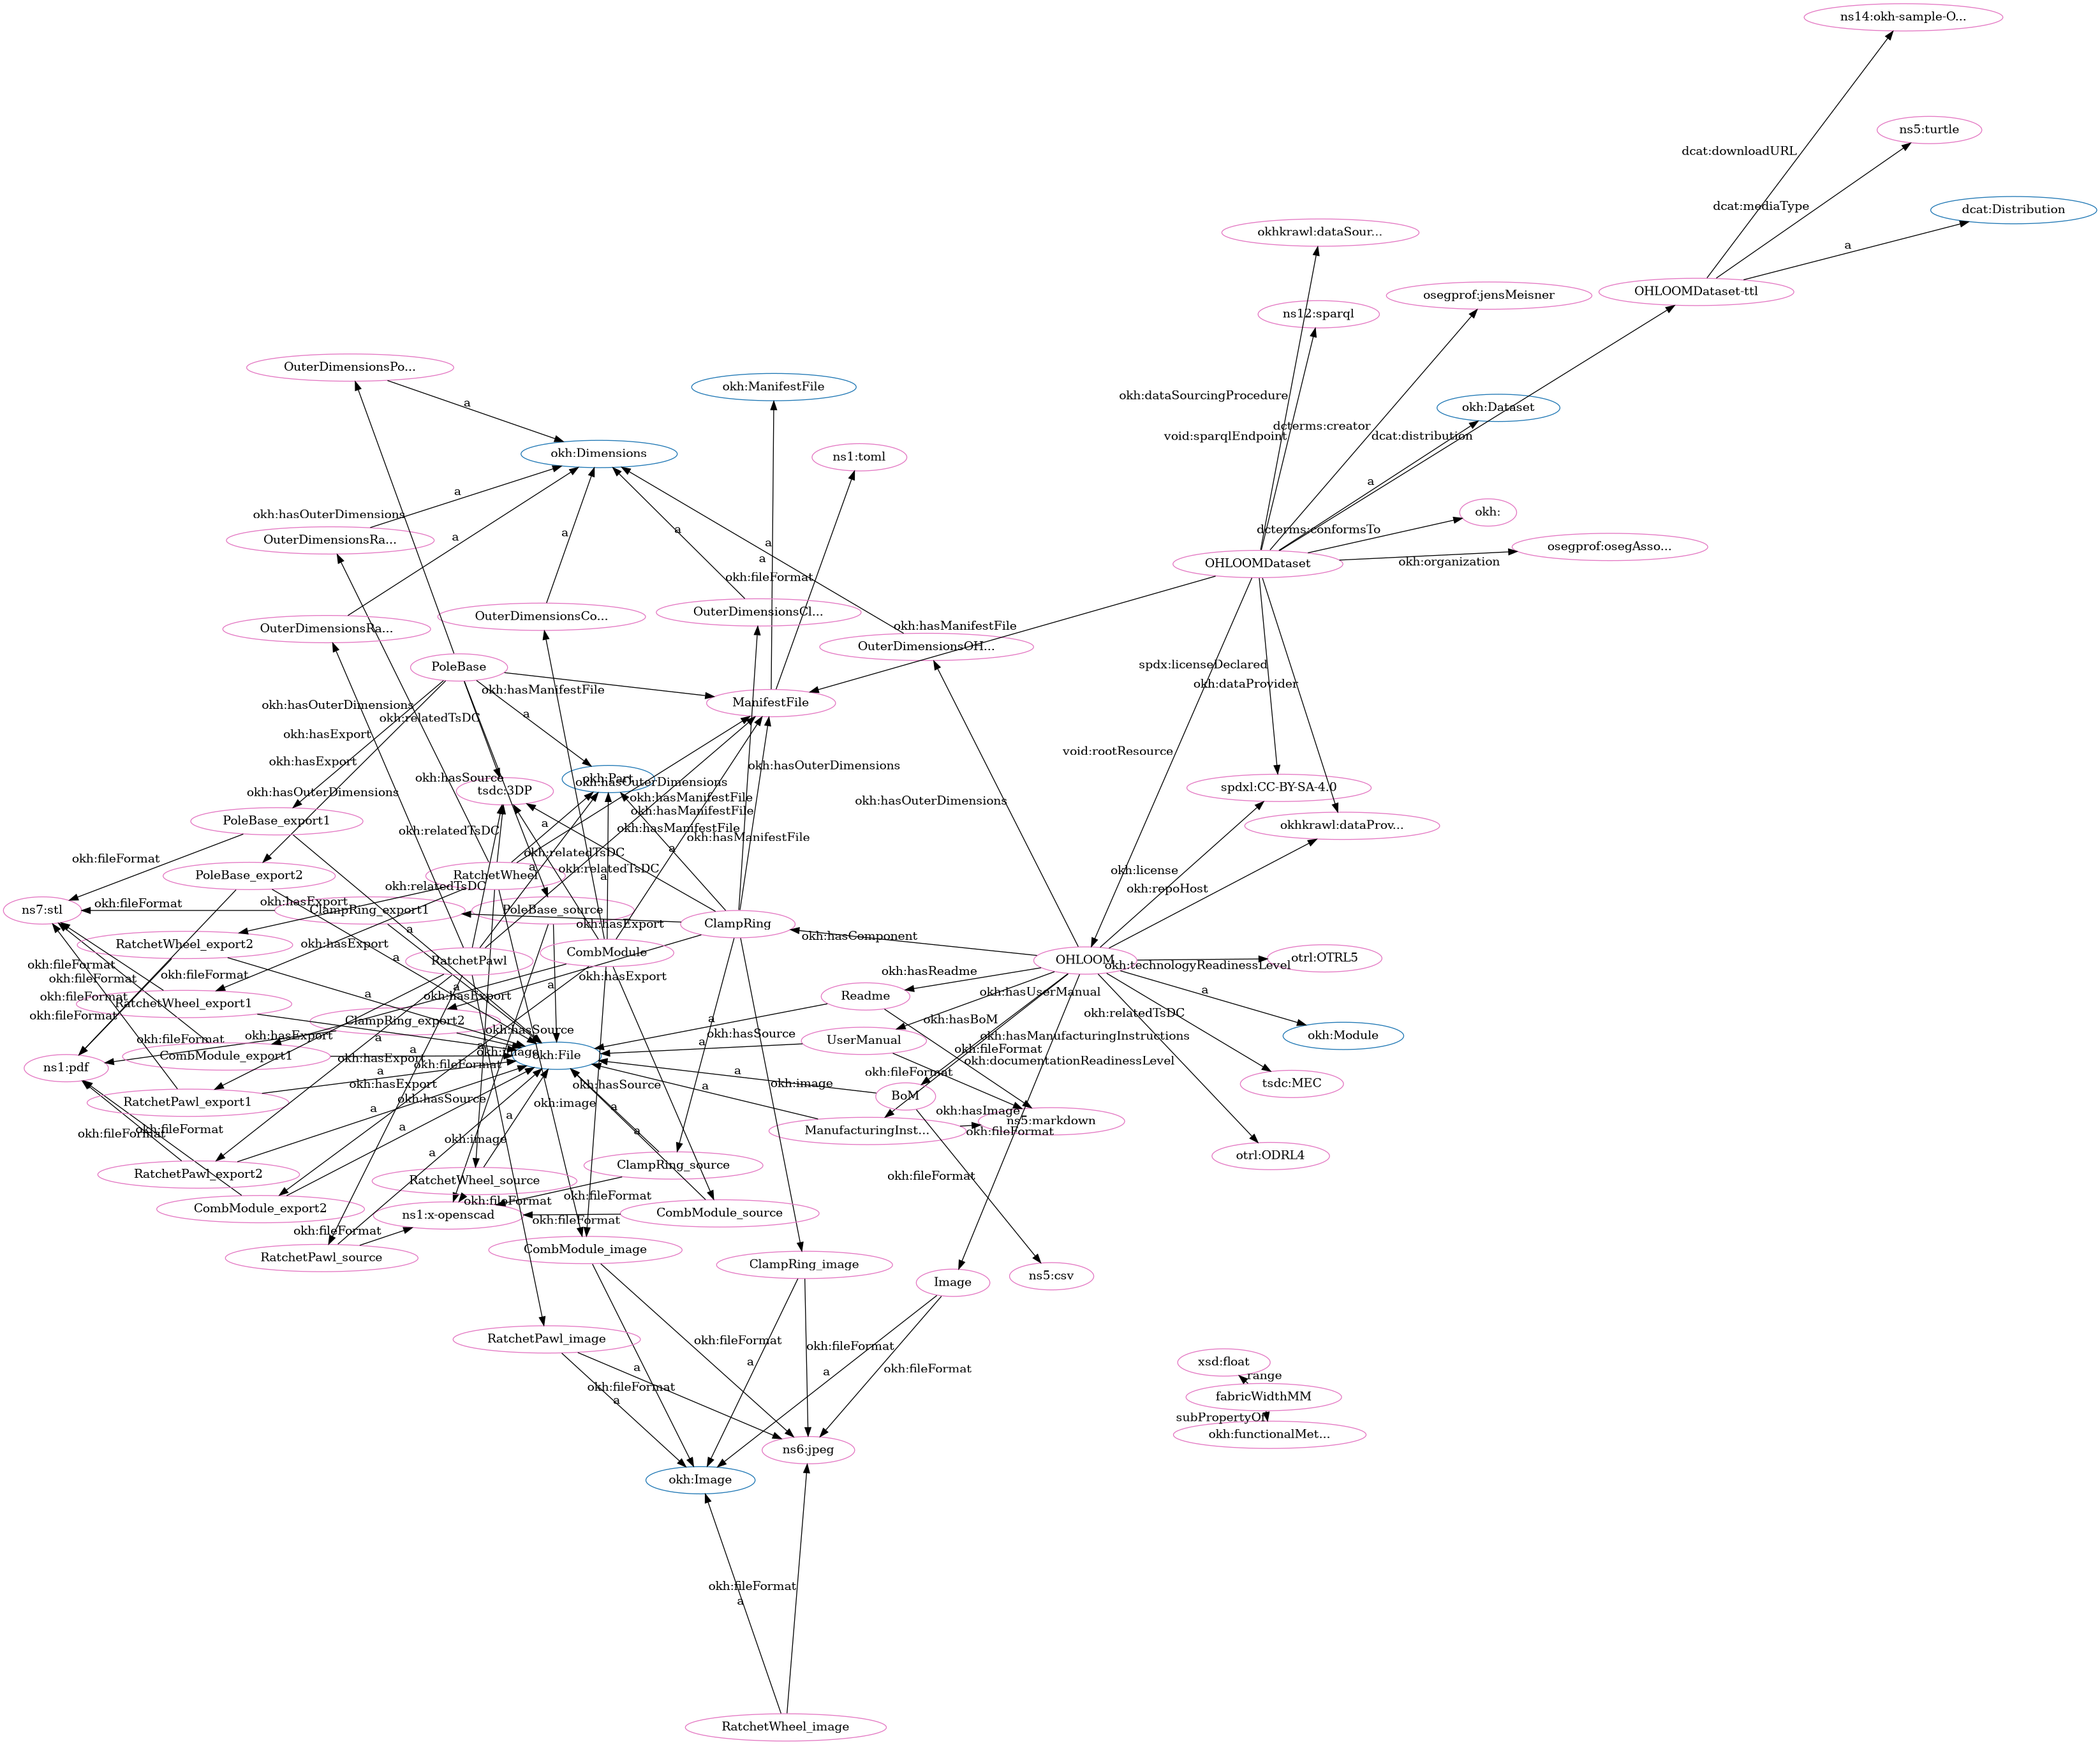 ns14:okh-sample-O...
ns5:turtle
dcat:downloadURL
dcat:mediaType
dcat:Distribution
okhkrawl:dataSour...
a
OHLOOMDataset-ttl
osegprof:jensMeisner
ns12:sparql
OuterDimensionsPo...
okh:ManifestFile
okh:dataSourcingProcedure
a
okh:Dataset
dcterms:creator
void:sparqlEndpoint
dcat:distribution
okh:Dimensions
ns1:toml
a
a
okh:hasOuterDimensions
okh:
dcterms:conformsTo
a
a
a
OuterDimensionsRa...
a
osegprof:osegAsso...
a
okh:organization
OHLOOMDataset
okh:fileFormat
OuterDimensionsCl...
OuterDimensionsCo...
okh:hasManifestFile
OuterDimensionsRa...
OuterDimensionsOH...
spdx:licenseDeclared
PoleBase
okh:dataProvider
okh:hasManifestFile
ManifestFile
okh:hasOuterDimensions
a
okh:relatedTsDC
okh:hasExport
void:rootResource
okh:hasExport
okh:hasOuterDimensions
okh:hasSource
okh:Part
okh:hasOuterDimensions
spdxl:CC-BY-SA-4.0
tsdc:3DP
okh:hasOuterDimensions
okh:hasManifestFile
okh:hasOuterDimensions
okh:hasManifestFile
PoleBase_export1
a
okhkrawl:dataProv...
okh:hasManifestFile
okh:relatedTsDC
okh:hasManifestFile
a
okh:relatedTsDC
okh:fileFormat
a
okh:relatedTsDC
okh:license
PoleBase_export2
RatchetWheel
a
okh:relatedTsDC
okh:repoHost
okh:hasExport
okh:fileFormat
ns7:stl
ClampRing_export1
PoleBase_source
okh:hasExport
ClampRing
a
okh:hasComponent
RatchetWheel_export2
okh:hasExport
CombModule
a
otrl:OTRL5
RatchetPawl
OHLOOM
okh:technologyReadinessLevel
okh:fileFormat
okh:hasReadme
okh:fileFormat
okh:fileFormat
okh:hasExport
a
a
a
okh:hasUserManual
a
okh:fileFormat
okh:hasExport
Readme
RatchetWheel_export1
okh:relatedTsDC
okh:fileFormat
ClampRing_export2
a
okh:hasBoM
okh:hasSource
okh:hasSource
okh:hasManufacturingInstructions
okh:Module
okh:fileFormat
okh:hasExport
a
UserManual
a
a
okh:image
okh:fileFormat
CombModule_export1
a
okh:File
okh:hasExport
okh:documentationReadinessLevel
okh:fileFormat
ns1:pdf
a
a
okh:fileFormat
okh:hasExport
okh:hasSource
a
okh:image
tsdc:MEC
BoM
okh:hasSource
RatchetPawl_export1
okh:image
a
a
a
okh:hasImage
a
ns5:markdown
okh:fileFormat
a
ManufacturingInst...
okh:fileFormat
okh:fileFormat
okh:image
a
otrl:ODRL4
ClampRing_source
RatchetPawl_export2
okh:fileFormat
RatchetWheel_source
okh:fileFormat
okh:fileFormat
CombModule_export2
ns1:x-openscad
CombModule_source
okh:fileFormat
okh:fileFormat
CombModule_image
RatchetPawl_source
ClampRing_image
ns5:csv
Image
RatchetPawl_image
okh:fileFormat
okh:fileFormat
a
xsd:float
a
okh:fileFormat
a
range
okh:fileFormat
fabricWidthMM
a
subPropertyOf
okh:functionalMet...
ns6:jpeg
okh:Image
okh:fileFormat
a
RatchetWheel_image